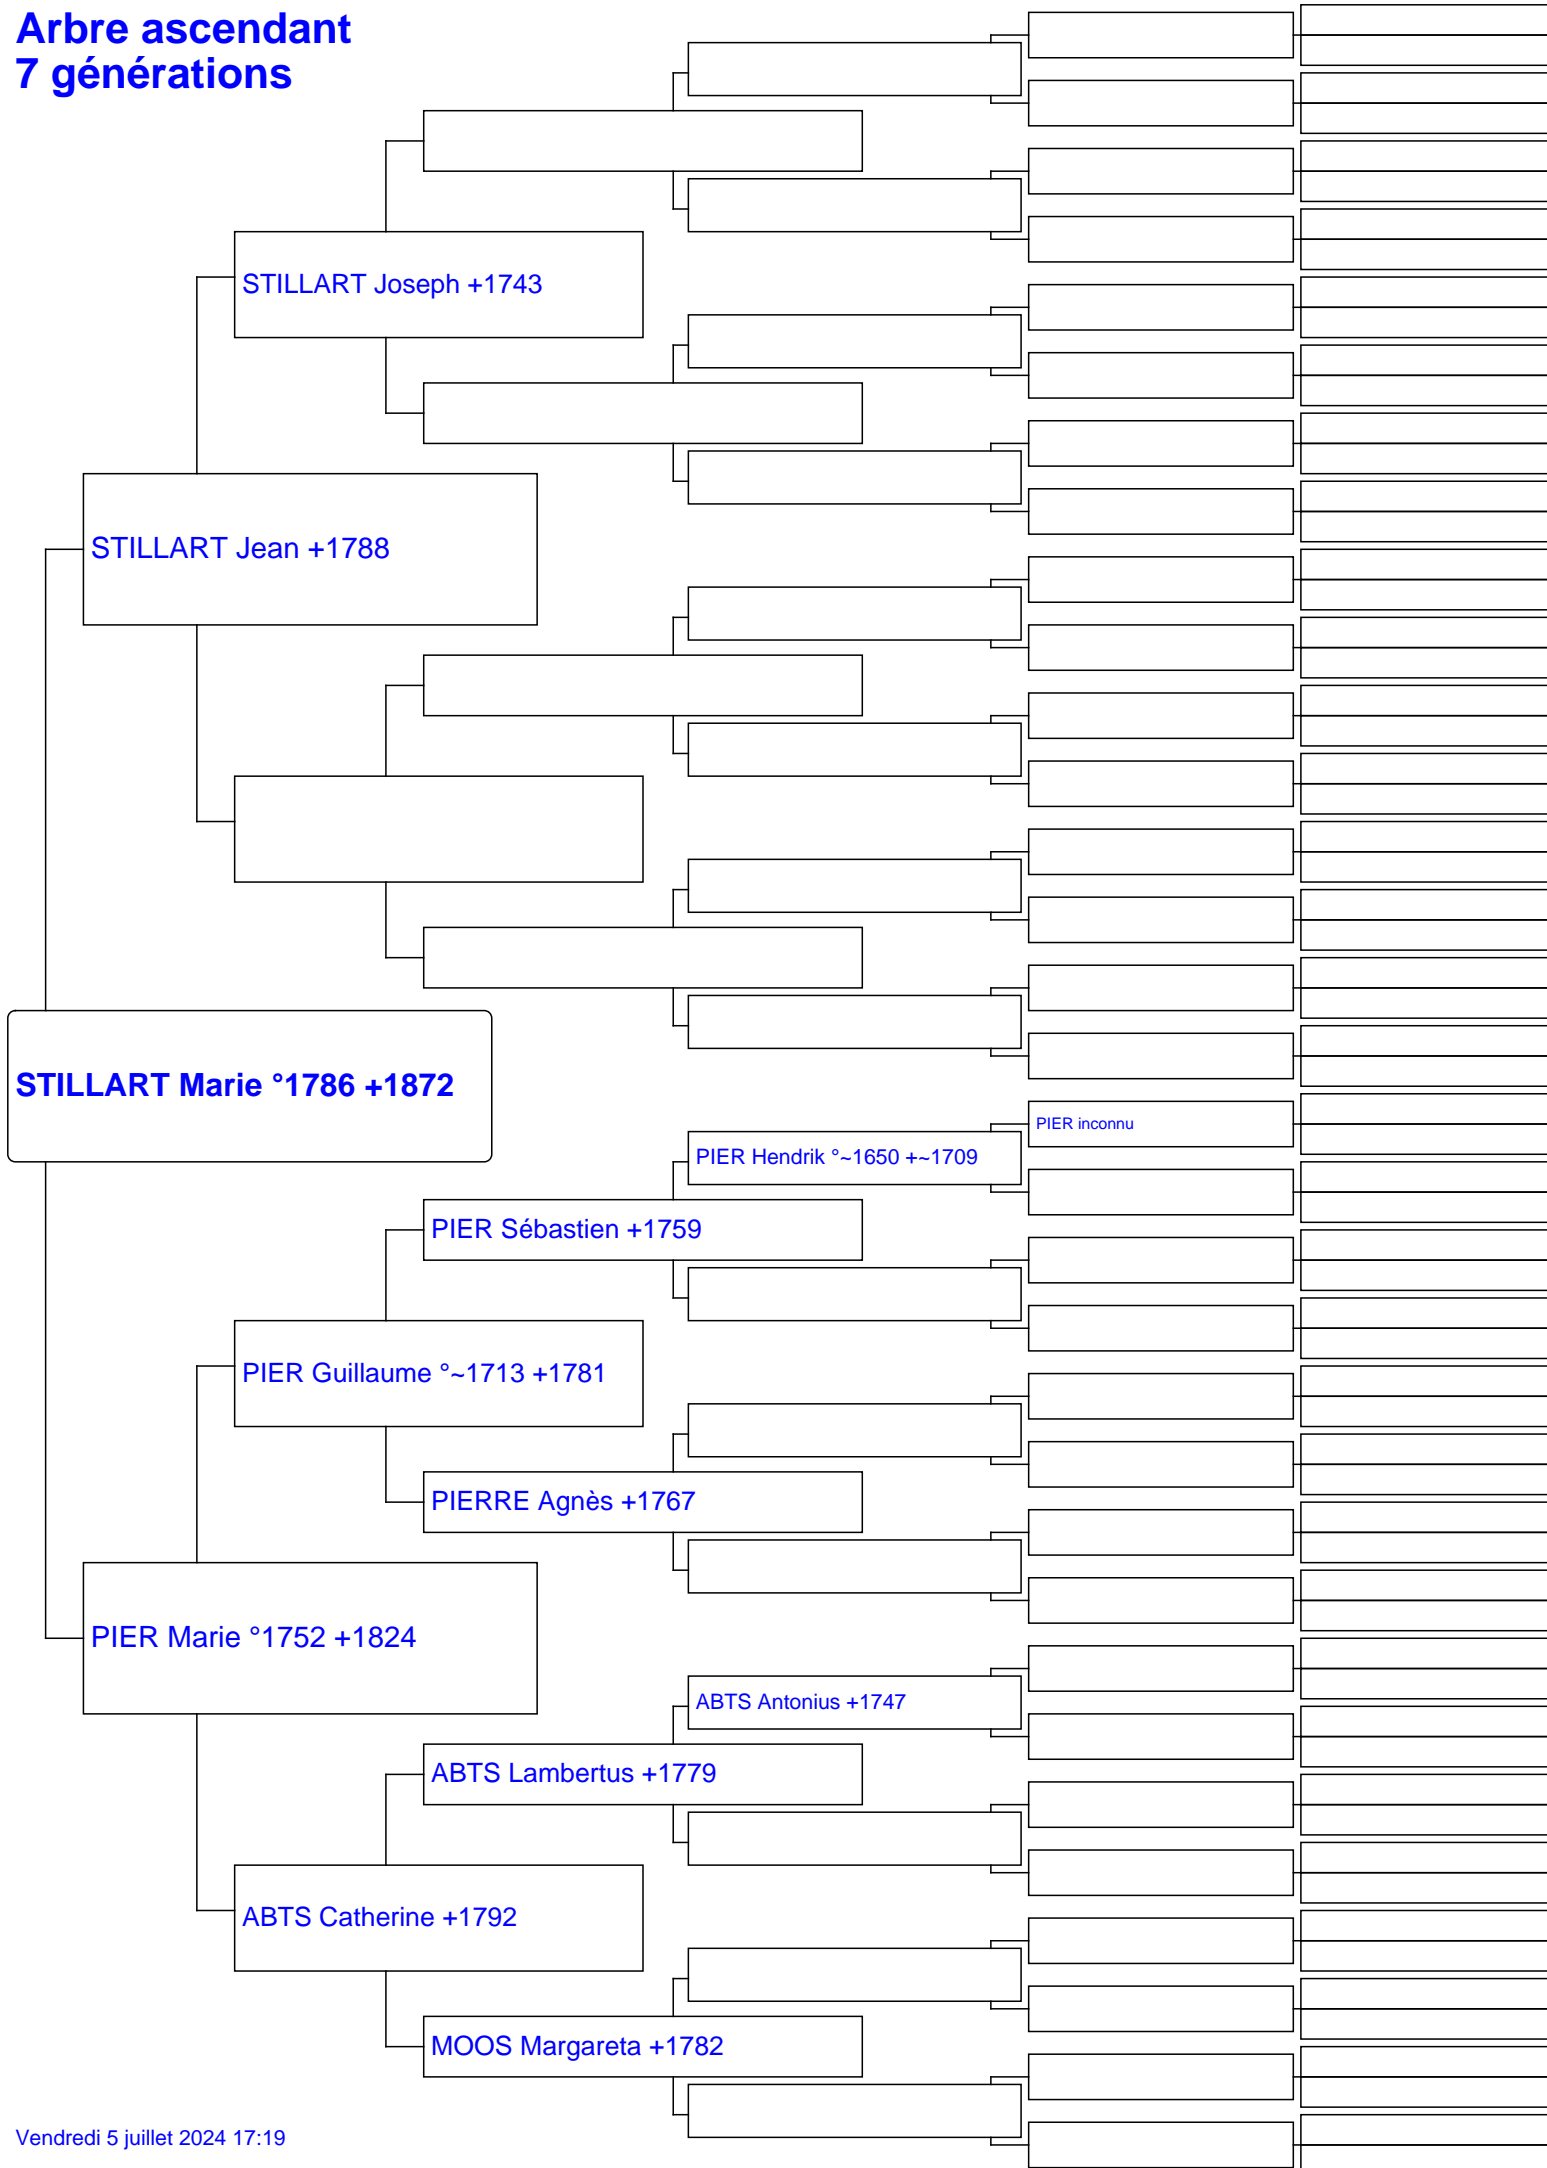 Arbre ascendant
7 générations
STILLART Joseph +1743
STILLART Jean +1788
STILLART Marie °1786 +1872
PIER inconnu
PIER Hendrik °~1650 +~1709
PIER Sébastien +1759
PIER Guillaume °~1713 +1781
PIERRE Agnès +1767
PIER Marie °1752 +1824
ABTS Antonius +1747
ABTS Lambertus +1779
ABTS Catherine +1792
MOOS Margareta +1782
Vendredi 5 juillet 2024 17:19